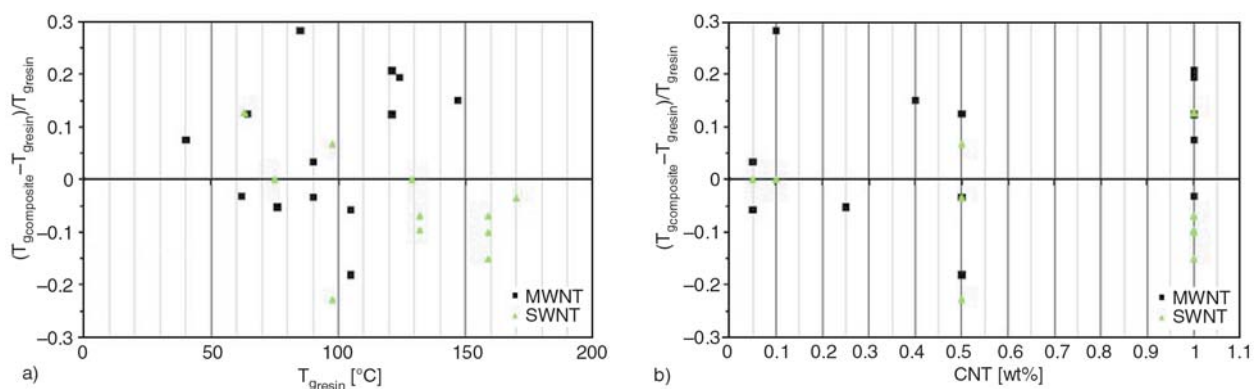 (Tgcomposite–Tgresin)/Tgresin
0.3
0.2
0.1
0
–0.1
–0.2
–0.3
MWNT
SWNT
0 50 100 150 200
Tgresin [°C]
a)
(Tgcomposite–Tgresin)/Tgresin
0.3
0.2
0.1
0
–0.1
–0.2
–0.3
MWNT
SWNT
0 0.1 0.2 0.3 0.4 0.5 0.6 0.7 0.8 0.9 1 1.1
CNT [wt%]
b)